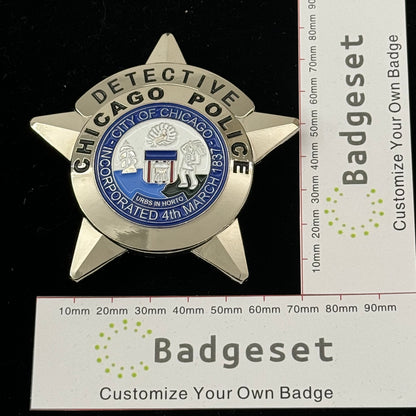 DETECTIVE
CHICAGO POLICE
CITY OF CHICAGO
INCORPORATED 4th MARCH 1837
URBS IN HORTO
10mm 20mm 30mm 40mm 50mm 60mm 70mm 80mm 90
Badgeset
Customize Your Own Badge
10mm 20mm 30mm 40mm 50mm 60mm 70mm 80mm 90mm
Badgeset
Customize Your Own Badge